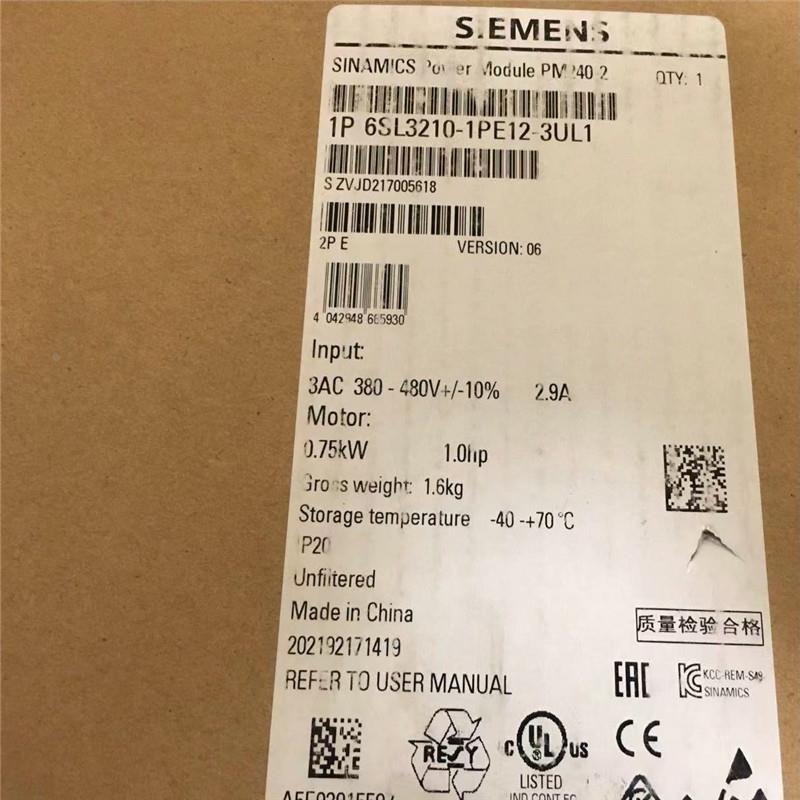 SIEMENS
SINAMICS Power Module PM240-2 QTY: 1
1P 6SL3210-1PE12-3UL1
S ZVJD217005618
2P E VERSION: 06
4 042948 665930
Input:
3AC 380 - 480V+/-10% 2.9A
Motor:
0.75kW 1.0hp
Gross weight: 1.6kg
Storage temperature -40 -+70 °C
IP20
Unfiltered
Made in China
质量检验合格
202192171419
REFER TO USER MANUAL
EAC
KCC-REM-S49
SINAMICS
RESY
c UL us
LISTED
CE